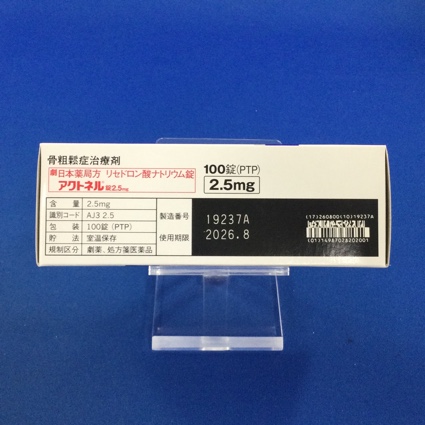 骨粗鬆症治療剤
劇 日本薬局方 リセドロン酸ナトリウム錠
アクトネル錠2.5mg
100錠(PTP)
2.5mg
含量 2.5mg
識別コード AJ3 2.5
包装 100錠(PTP)
貯法 室温保存
規制区分 劇薬、処方箋医薬品
製造番号 19237A
使用期限 2026.8
(17)260800(10)19237A
(01)14987028202001